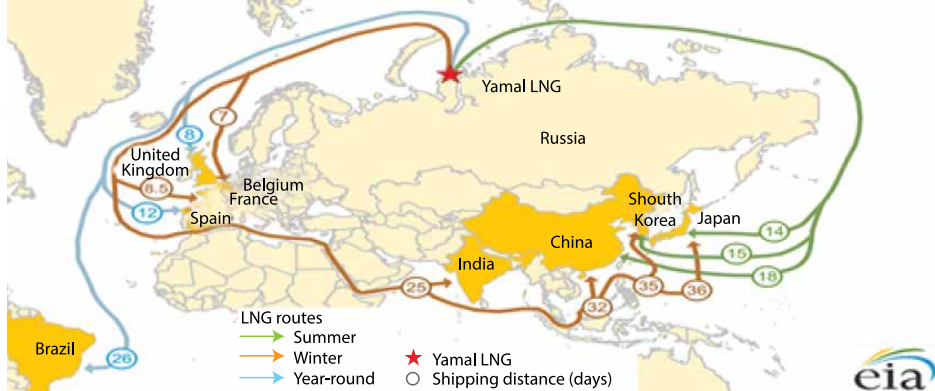 Yamal LNG
Russia
7
8
United
Kingdom
8.5
Belgium
France
12
Spain
Shouth
Korea
Japan
China
India
14
15
18
25
32
35
36
Brazil
26
LNG routes
Summer
Winter
Year-round
Yamal LNG
Shipping distance (days)
eia